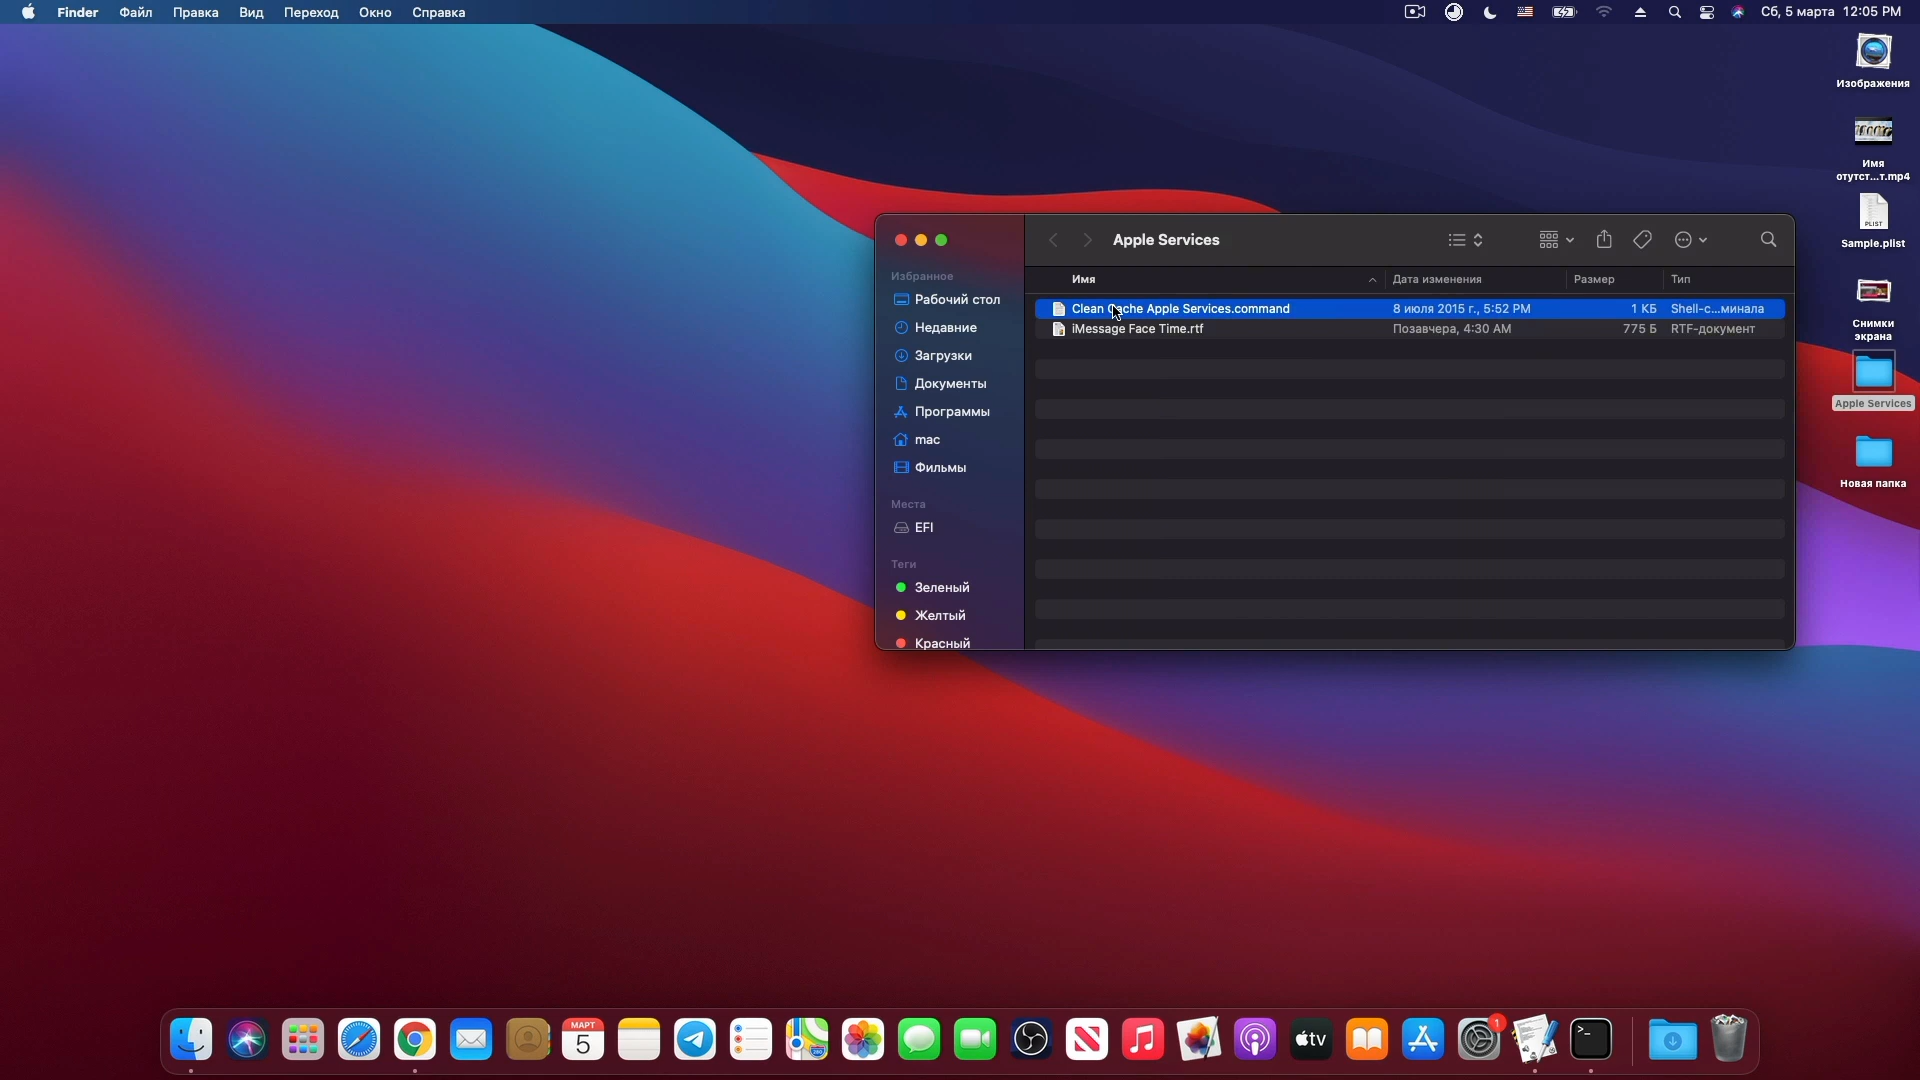 Finder Файл Правка Вид Переход Окно Справка
Сб, 5 марта 12:05 PM
Изображения
Имя
отутст...т.mp4
PLIST
Sample.plist
Снимки
экрана
Apple Services
Новая папка
Apple Services
Избранное
Рабочий стол
Недавние
Загрузки
Документы
Программы
mac
Фильмы
Места
EFI
Теги
Зеленый
Желтый
Красный
Имя Дата изменения Размер Тип
Clean Cache Apple Services.command 8 июля 2015 г., 5:52 PM 1 КБ Shell-с...минала
iMessage Face Time.rtf Позавчера, 4:30 AM 775 Б RTF-документ
МАРТ
5
280
tv
1